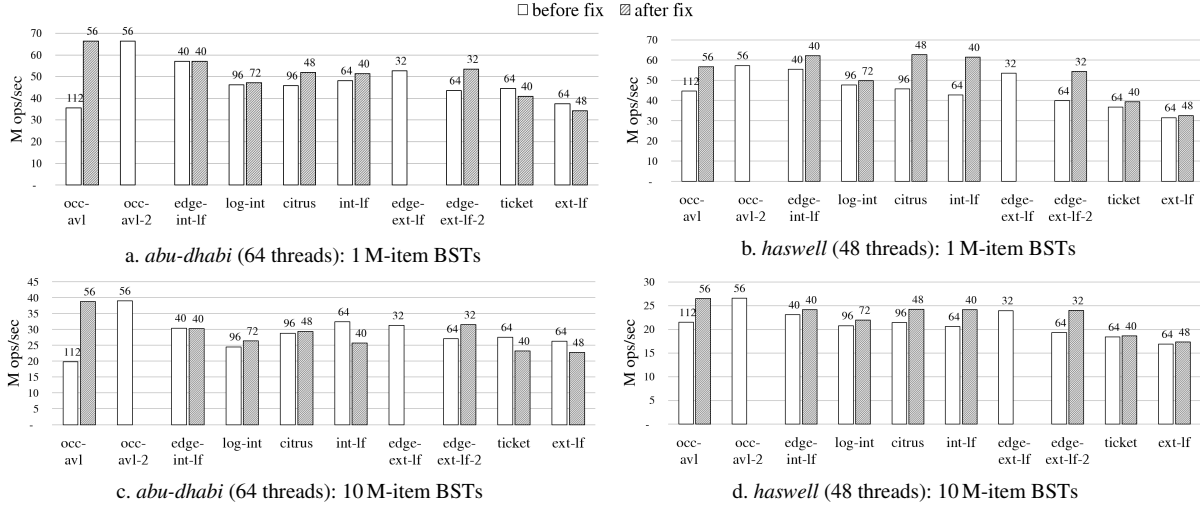 before fix after fix
M ops/sec
70
60
50
40
30
20
10
-
112 56 56 40 40 96 72 96 48 64 40 32 64 32 64 40 64 48
occ- occ- edge- log-int citrus int-lf edge- edge- ticket ext-lf
avl avl-2 int-lf ext-lf ext-lf-2
a. abu-dhabi (64 threads): 1 M-item BSTs
M ops/sec
70
60
50
40
30
20
10
-
112 56 56 40 40 96 72 96 48 64 40 32 64 32 64 40 64 48
occ- occ- edge- log-int citrus int-lf edge- edge- ticket ext-lf
avl avl-2 int-lf ext-lf ext-lf-2
b. haswell (48 threads): 1 M-item BSTs
M ops/sec
45
40
35
30
25
20
15
10
5
-
112 56 56 40 40 96 72 96 48 64 40 32 64 32 64 40 64 48
occ- occ- edge- log-int citrus int-lf edge- edge- ticket ext-lf
avl avl-2 int-lf ext-lf ext-lf-2
c. abu-dhabi (64 threads): 10 M-item BSTs
M ops/sec
30
25
20
15
10
5
-
112 56 56 40 40 96 72 96 48 64 40 32 64 32 64 40 64 48
occ- occ- edge- log-int citrus int-lf edge- edge- ticket ext-lf
avl avl-2 int-lf ext-lf ext-lf-2
d. haswell (48 threads): 10 M-item BSTs